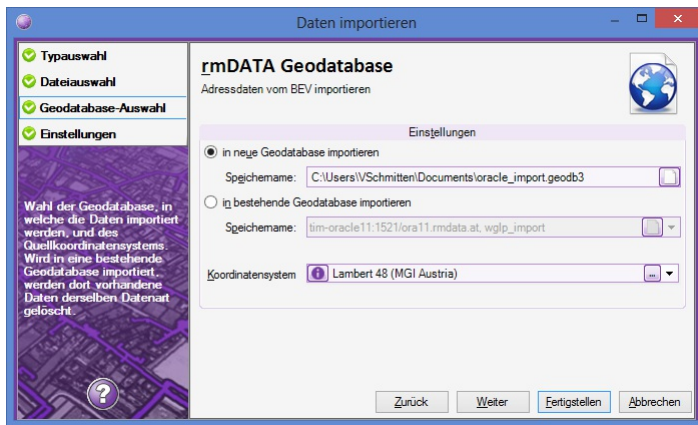 Daten importieren
Typauswahl
Dateiauswahl
Geodatabase-Auswahl
Einstellungen
Wahl der Geodatabase, in
welche die Daten importiert
werden, und des
Quellkoordinatensystems.
Wird in eine bestehende
Geodatabase importiert,
werden dort vorhandene
Daten derselben Datenart
gelöscht.
?
rmDATA Geodatabase
Adressdaten vom BEV importieren
Einstellungen
in neue Geodatabase importieren
Speichername: C:\Users\VSchmitten\Documents\oracle_import.geodb3
in bestehende Geodatabase importieren
Speichername: tim-oracle11:1521/ora11.rmdata.at, wglp_import
Koordinatensystem Lambert 48 (MGI Austria) ...
Zurück Weiter Fertigstellen Abbrechen